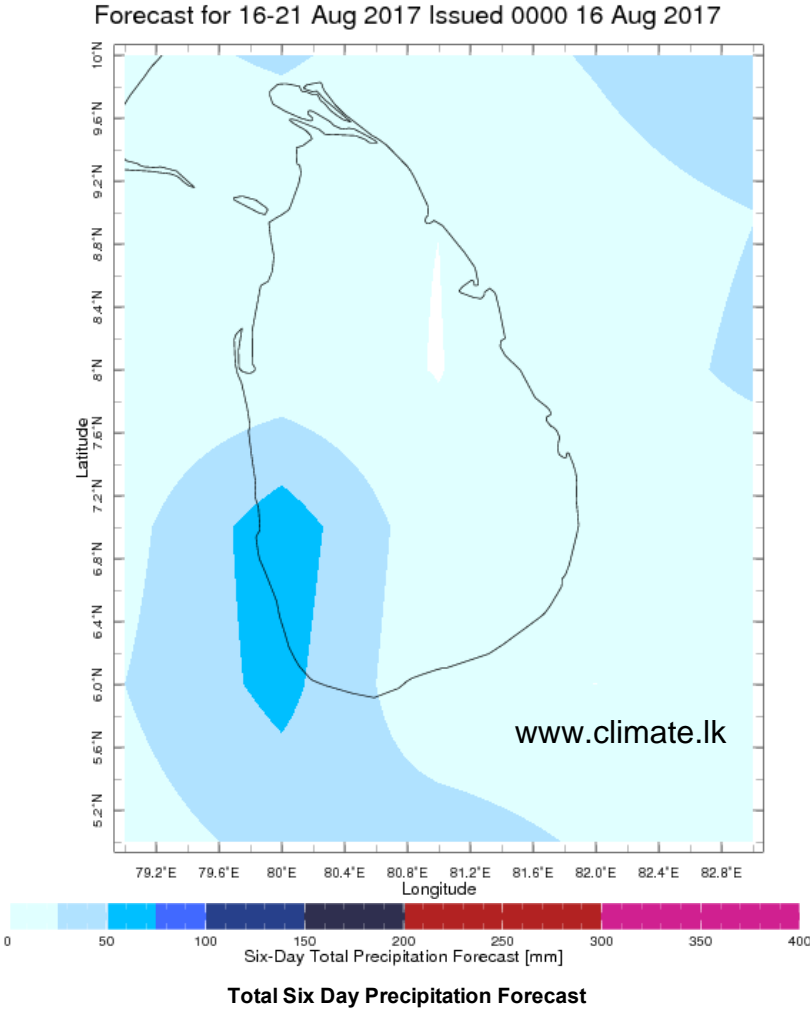 Forecast for 16-21 Aug 2017 Issued 0000 16 Aug 2017
10°N
9.6°N
9.2°N
8.8°N
8.4°N
8°N
7.6°N
7.2°N
6.8°N
6.4°N
6.0°N
5.6°N
5.2°N
Latitude
www.climate.lk
79.2°E 79.6°E 80°E 80.4°E 80.8°E 81.2°E 81.6°E 82.0°E 82.4°E 82.8°E
Longitude
0 50 100 150 200 250 300 350 400
Six-Day Total Precipitation Forecast [mm]
Total Six Day Precipitation Forecast